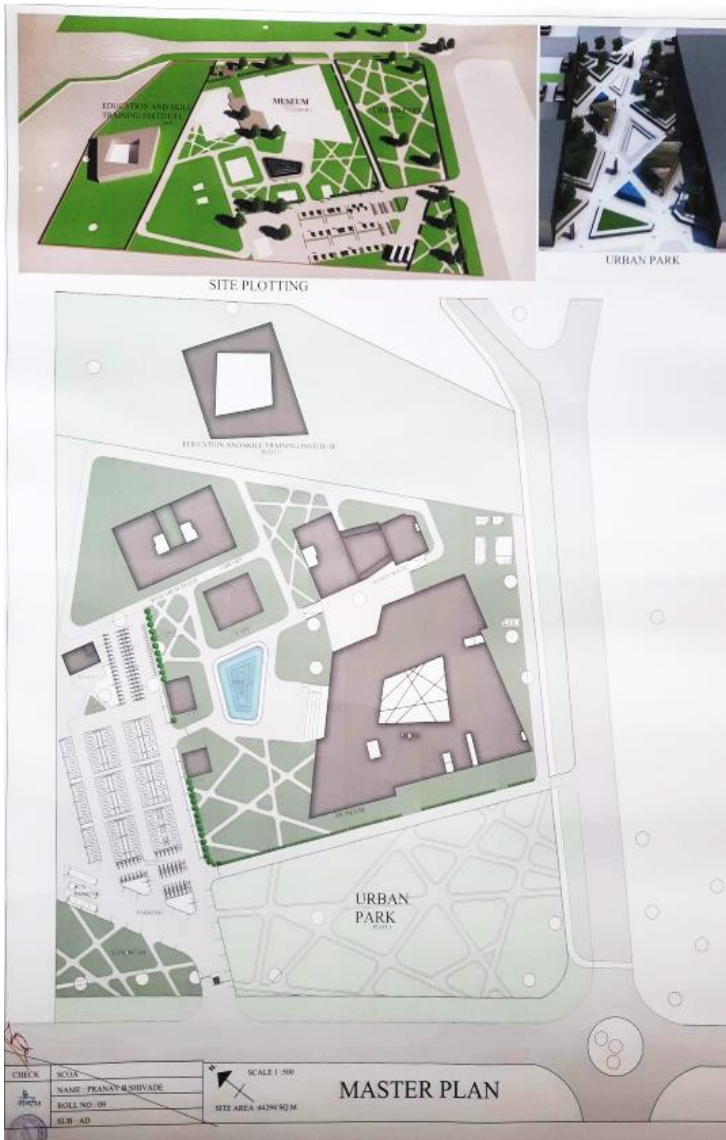 EDUCATION AND SKILL
TRAINING INSTITUTE
MUSEUM
URBAN PARK
SITE PLOTTING
URBAN PARK
EDUCATION AND SKILL TRAINING INSTITUTE
LIBRARY
CAFE
MUSEUM
URBAN
PARK
PARKING
CHECK
SCOA
NAME : PRANAV B SHIVADE
ROLL NO : 09
SUB : AD
SCALE 1 :500
SITE AREA :44294 SQ.M
MASTER PLAN